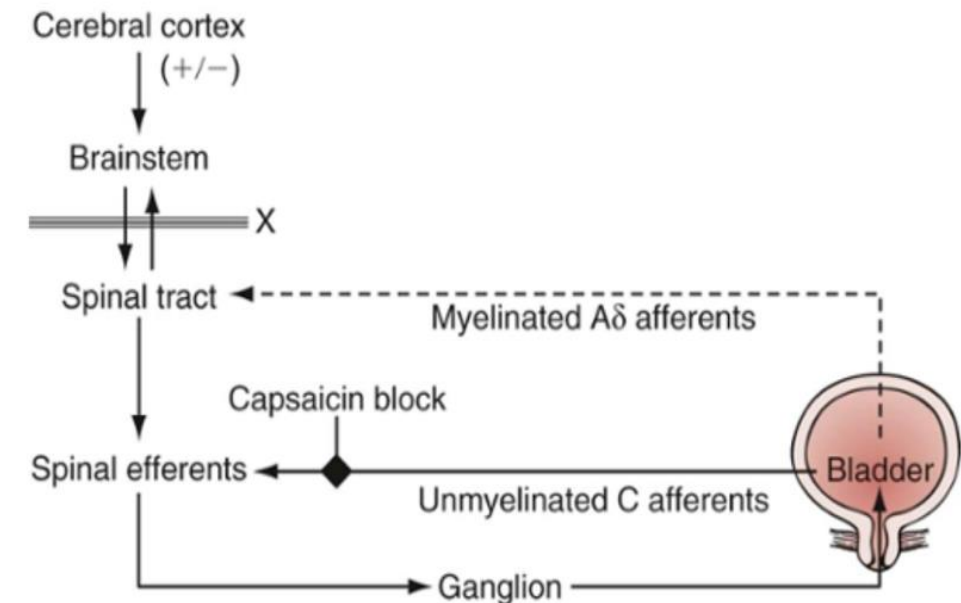 Cerebral cortex
(+/−)
Brainstem
X
Spinal tract
Myelinated Aδ afferents
Capsaicin block
Spinal efferents
Bladder
Unmyelinated C afferents
Ganglion